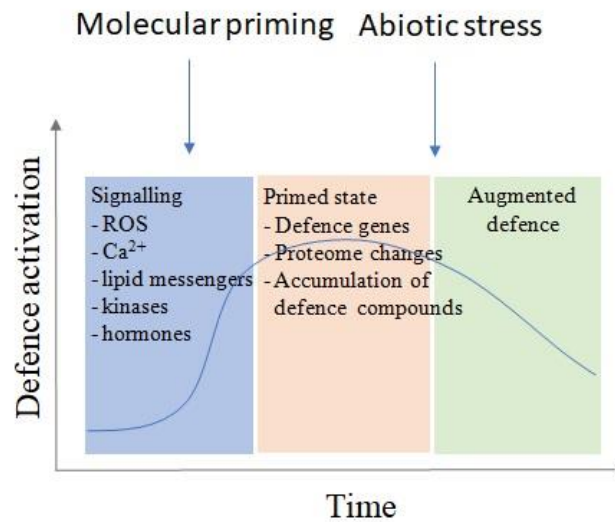 Molecular priming
Abiotic stress
Defence activation
Signalling
- ROS
- Ca²⁺
- lipid messengers
- kinases
- hormones
Primed state
- Defence genes
- Proteome changes
- Accumulation of
defence compounds
Augmented
defence
Time